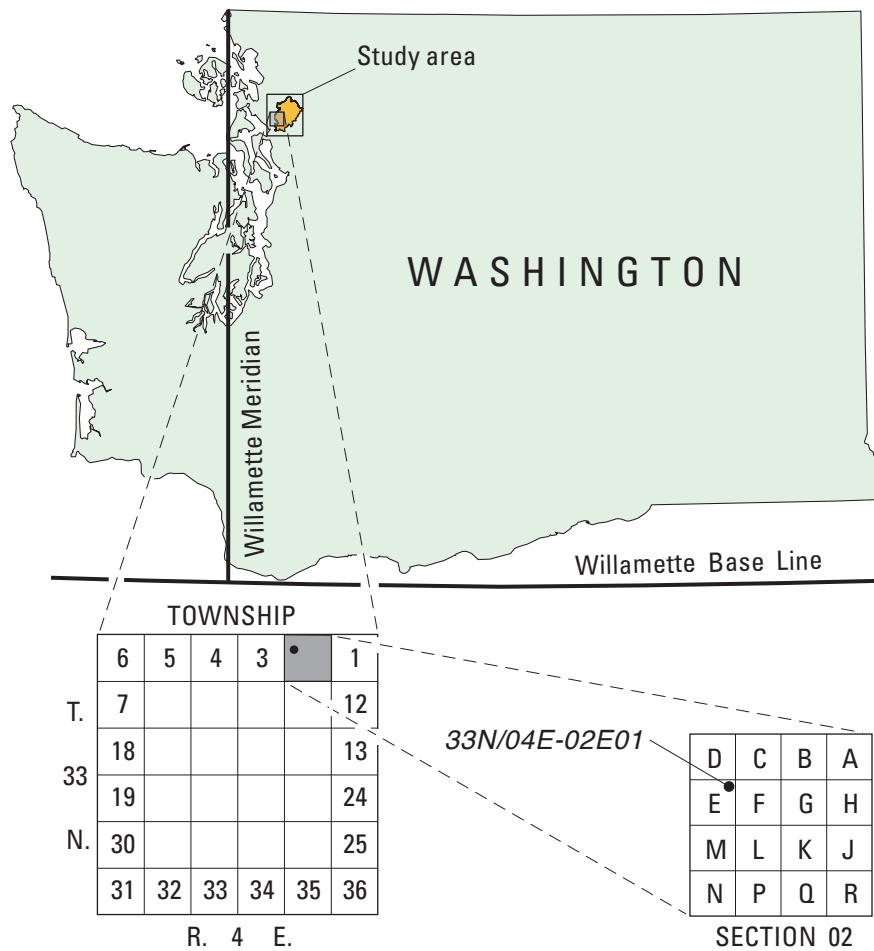 Study area
WASHINGTON
Willamette Meridian
Willamette Base Line
TOWNSHIP
6 5 4 3 1
7 12
T.
18 13
33
19 24
N.
30 25
31 32 33 34 35 36
R. 4 E.
33N/04E-02E01
D C B A
E F G H
M L K J
N P Q R
SECTION 02